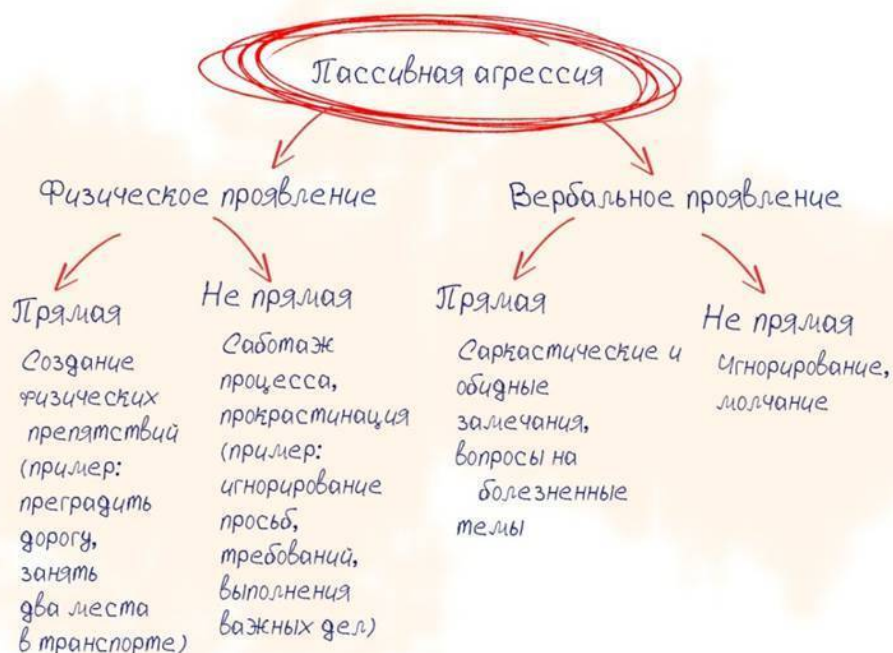 Пассивная агрессия
Физическое проявление
Вербальное проявление
Прямая
Создание
физических
препятствий
(пример:
преградить
дорогу,
занять
два места
в транспорте)
Не прямая
Саботаж
процесса,
прокрастинация
(пример:
игнорирование
просьб,
требований,
выполнения
важных дел)
Прямая
Саркастические и
обидные
замечания,
вопросы на
болезненные
темы
Не прямая
Игнорирование,
молчание